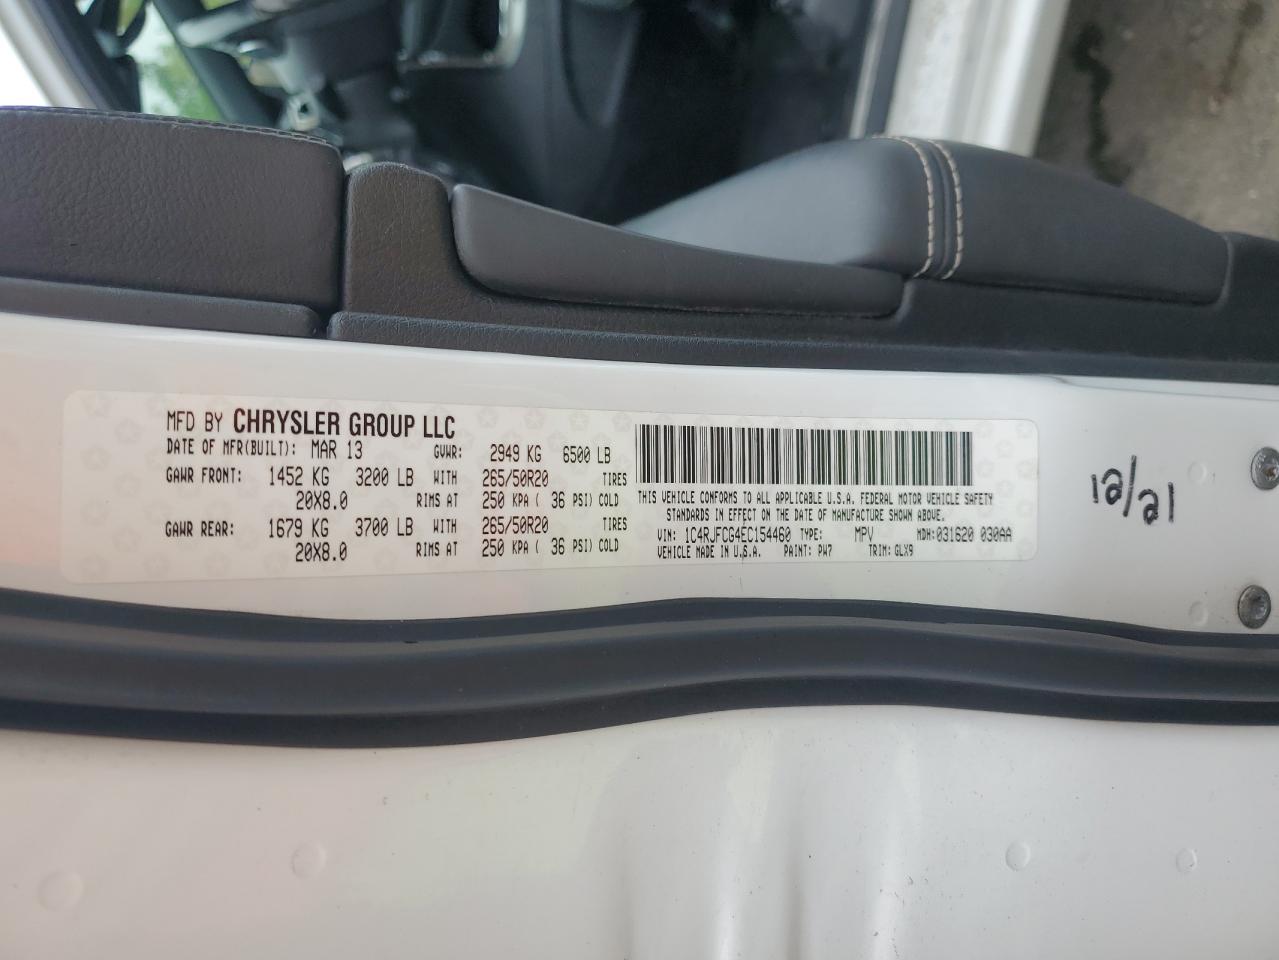 MFD BY CHRYSLER GROUP LLC
DATE OF MFR(BUILT): MAR 13 GVWR: 2949 KG 6500 LB
GAWR FRONT: 1452 KG 3200 LB WITH 265/50R20 TIRES
20X8.0 RIMS AT 250 KPA ( 36 PSI) COLD
GAWR REAR: 1679 KG 3700 LB WITH 265/50R20 TIRES
20X8.0 RIMS AT 250 KPA ( 36 PSI) COLD
THIS VEHICLE CONFORMS TO ALL APPLICABLE U.S.A. FEDERAL MOTOR VEHICLE SAFETY
STANDARDS IN EFFECT ON THE DATE OF MANUFACTURE SHOWN ABOVE.
VIN: 1C4RJFCG4EC154460 TYPE: MPV MDH:031620 030AA
VEHICLE MADE IN U.S.A. PAINT: PW7 TRIM: GLX9
12/21